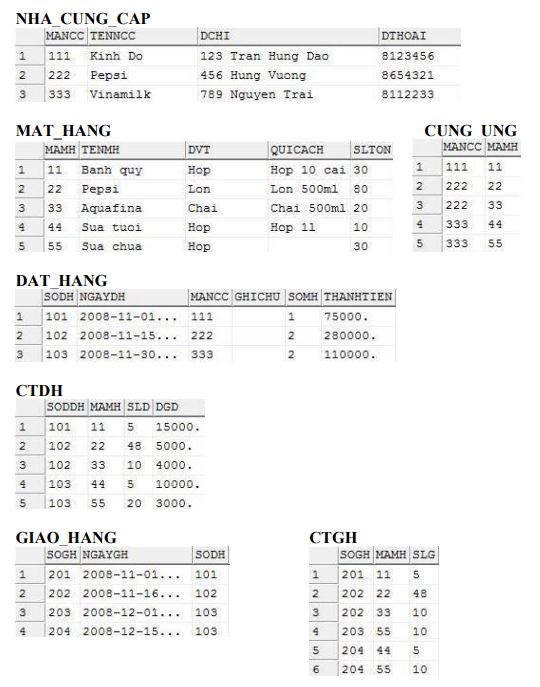 NHA_CUNG_CAP
MANCC TENNCC DCHI DTHOAI
1 111 Kinh Do 123 Tran Hung Dao 8123456
2 222 Pepsi 456 Hung Vuong 8654321
3 333 Vinamilk 789 Nguyen Trai 8112233
MAT_HANG
MAMH TENMH DVT QUICACH SLTON
1 11 Banh quy Hop Hop 10 cai 30
2 22 Pepsi Lon Lon 500ml 80
3 33 Aquafina Chai Chai 500ml 20
4 44 Sua tuoi Hop Hop 1l 10
5 55 Sua chua Hop 30
CUNG_UNG
MANCC MAMH
1 111 11
2 222 22
3 222 33
4 333 44
5 333 55
DAT_HANG
SODH NGAYDH MANCC GHICHU SOMH THANHTIEN
1 101 2008-11-01... 111 1 75000.
2 102 2008-11-15... 222 2 280000.
3 103 2008-11-30... 333 2 110000.
CTDH
SODDH MAMH SLD DGD
1 101 11 5 15000.
2 102 22 48 5000.
3 102 33 10 4000.
4 103 44 5 10000.
5 103 55 20 3000.
GIAO_HANG
SOGH NGAYGH SODH
1 201 2008-11-01... 101
2 202 2008-11-16... 102
3 203 2008-12-01... 103
4 204 2008-12-15... 103
CTGH
SOGH MAMH SLG
1 201 11 5
2 202 22 48
3 202 33 10
4 203 55 10
5 204 44 5
6 204 55 10